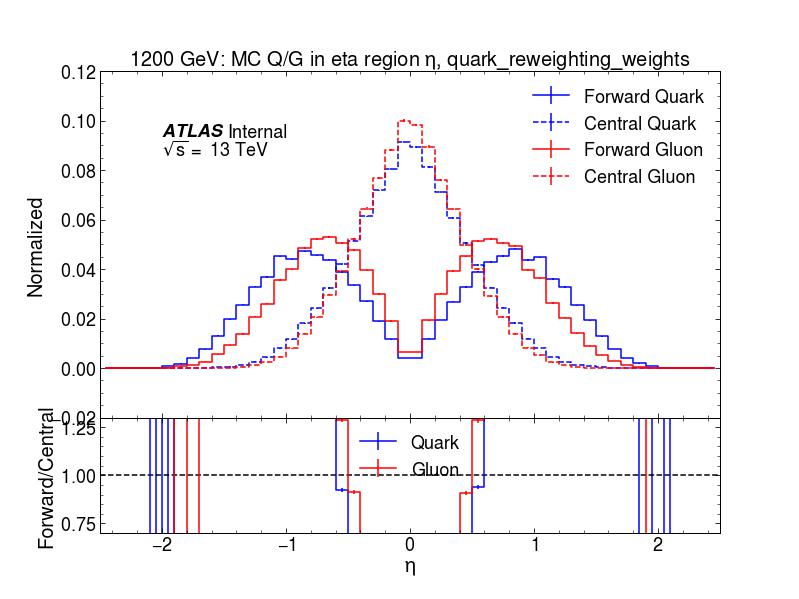 1200 GeV: MC Q/G in eta region η, quark_reweighting_weights
0.12
0.10
0.08
0.06
0.04
0.02
0.00
−0.02
Normalized
ATLAS Internal
√s = 13 TeV
Forward Quark
Central Quark
Forward Gluon
Central Gluon
1.25
1.00
0.75
Forward/Central
Quark
Gluon
−2
−1
0
1
2
η